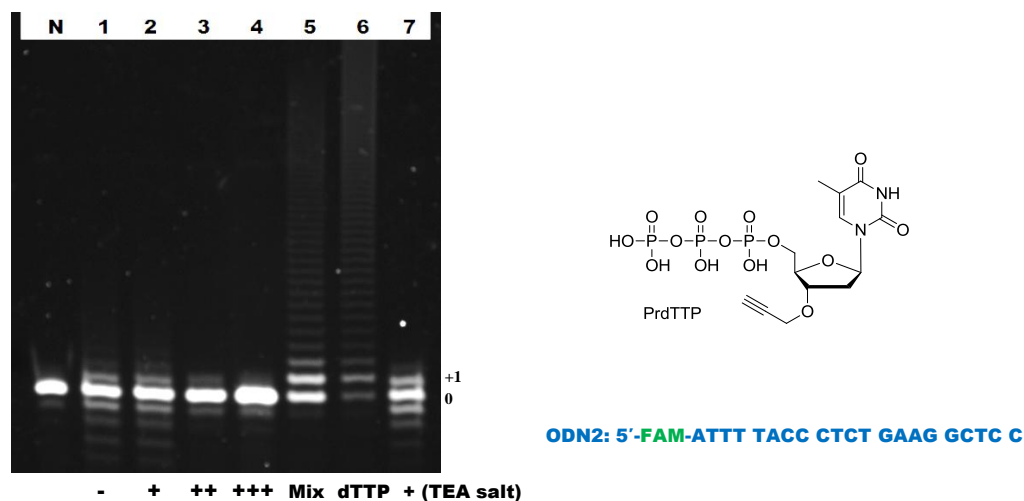 N 1 2 3 4 5 6 7
+1
0
- + ++ +++ Mix dTTP + (TEA salt)
O
NH
N
O
O O O
HO P O P O P O
OH OH OH
O
O
PrdTTP
ODN2: 5′-FAM-ATTT TACC CTCT GAAG GCTC C